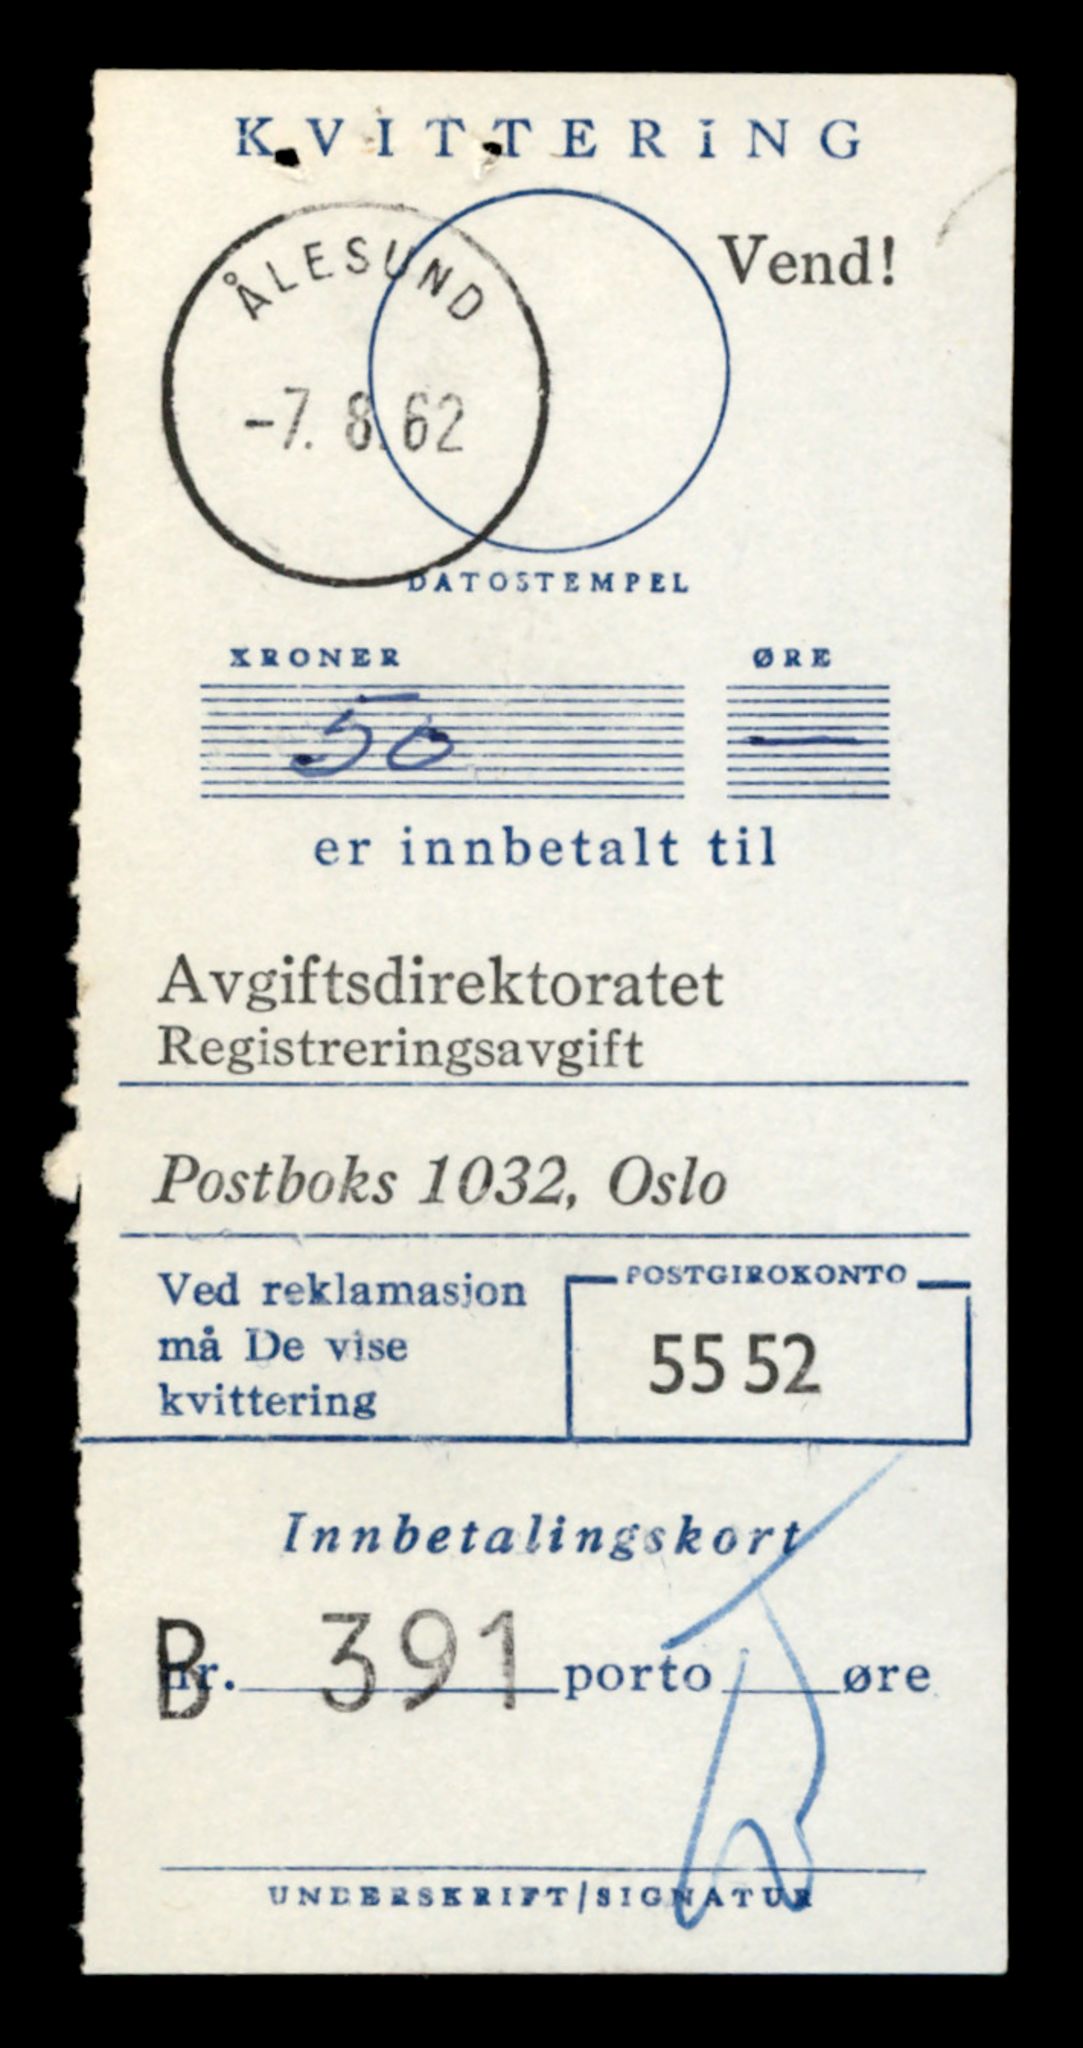 KVITTERING
Vend!
ÅLESUND
-7. 8. 62
DATOSTEMPEL
KRONER ØRE
50 —
er innbetalt til
Avgiftsdirektoratet
Registreringsavgift
Postboks 1032, Oslo
Ved reklamasjon
må De vise
kvittering
POSTGIROKONTO
55 52
Innbetalingskort
B nr. 391 porto øre
UNDERSKRIFT/SIGNATUR